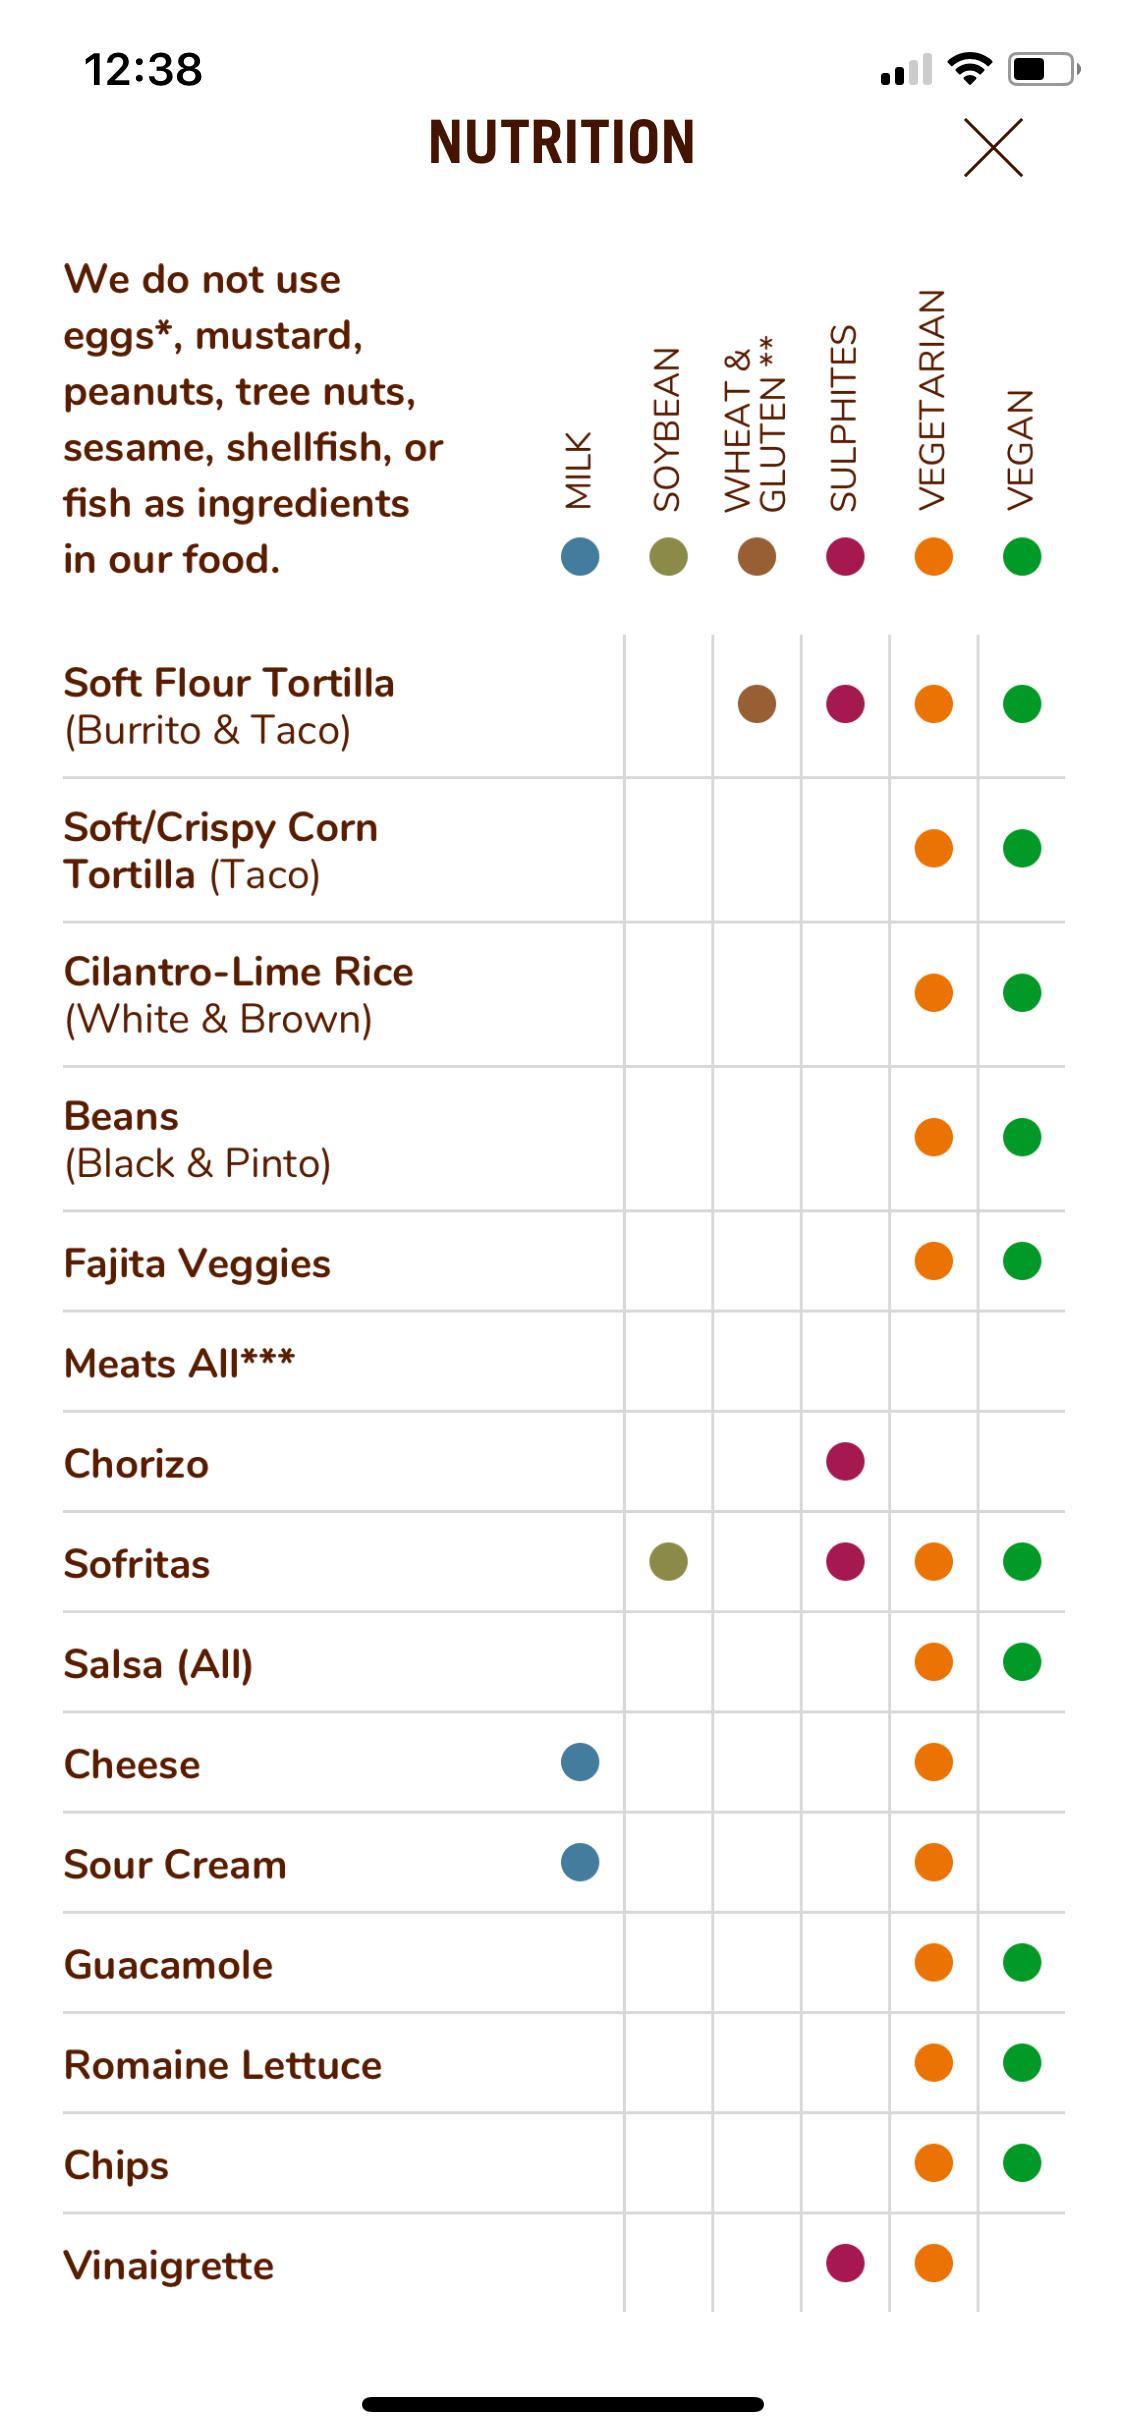 12:38
NUTRITION
We do not use
eggs*, mustard,
peanuts, tree nuts,
sesame, shellfish, or
fish as ingredients
in our food.
MILK
SOYBEAN
WHEAT &
GLUTEN **
SULPHITES
VEGETARIAN
VEGAN
Soft Flour Tortilla
(Burrito & Taco)
Soft/Crispy Corn
Tortilla (Taco)
Cilantro-Lime Rice
(White & Brown)
Beans
(Black & Pinto)
Fajita Veggies
Meats All***
Chorizo
Sofritas
Salsa (All)
Cheese
Sour Cream
Guacamole
Romaine Lettuce
Chips
Vinaigrette